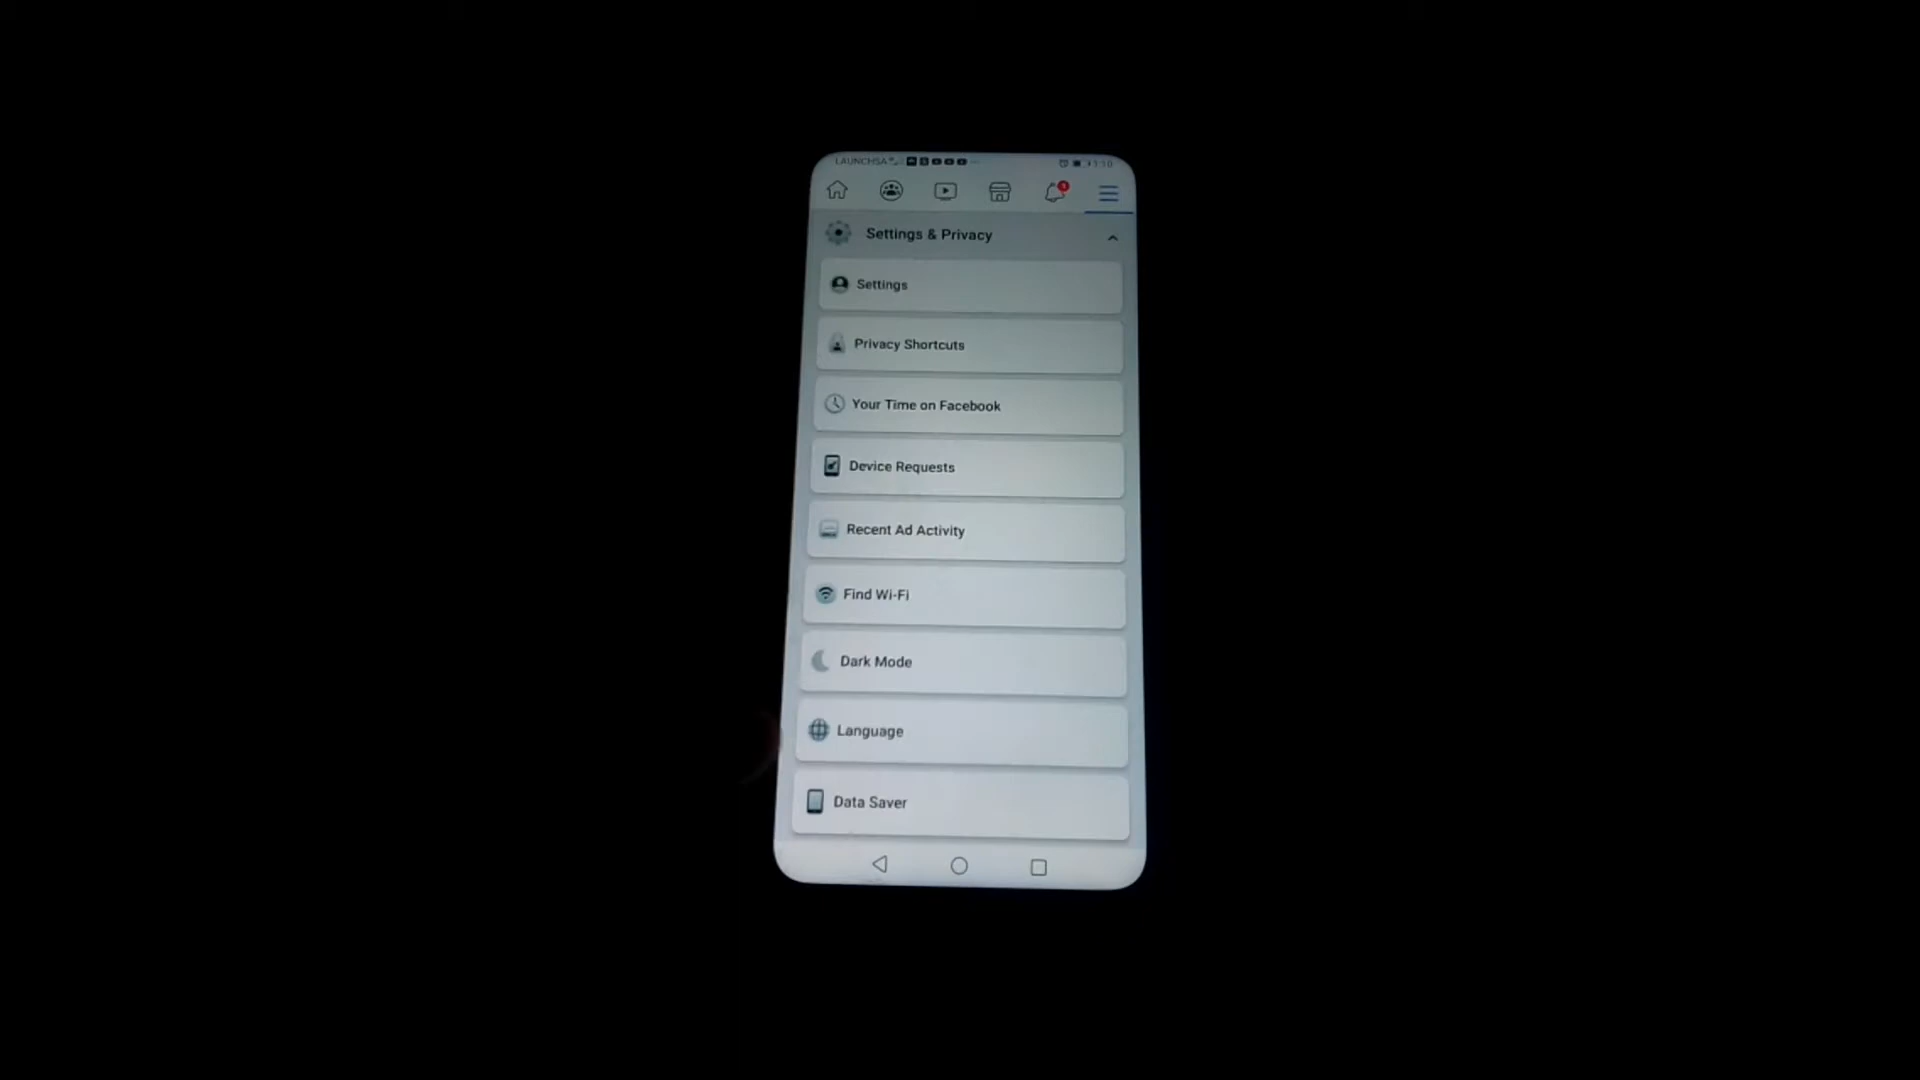 Settings & Privacy
Settings
Privacy Shortcuts
Your Time on Facebook
Device Requests
Recent Ad Activity
Find Wi-Fi
Dark Mode
Language
Data Saver